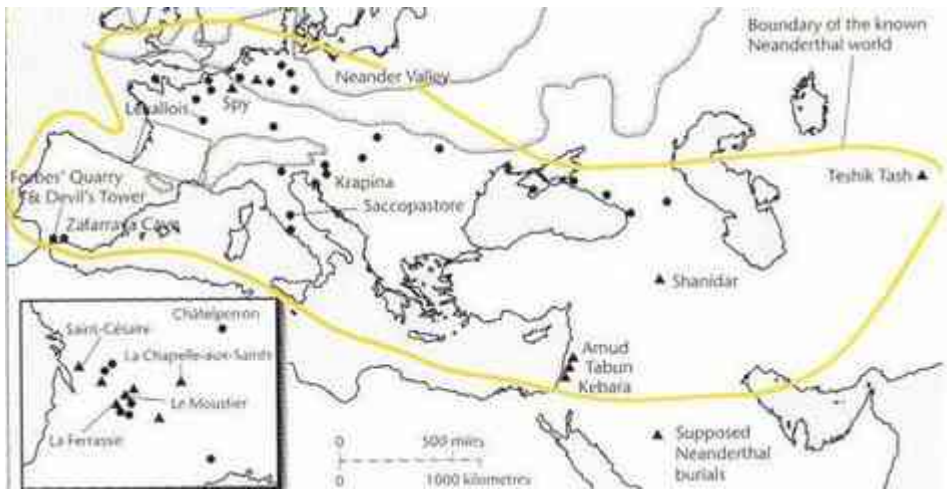 Boundary of the known
Neanderthal world
Neander Valley
Levallois
Spy
Teshik Tash
Forbes' Quarry
Devil's Tower
Krapina
Saccopastore
Zafarraya Cave
Shanidar
Châtelperron
Saint-Césaire
La Chapelle-aux-Saints
Le Moustier
La Ferrassie
Amud
Tabun
Kebara
0 500 miles
0 1000 kilometres
Supposed
Neanderthal
burials